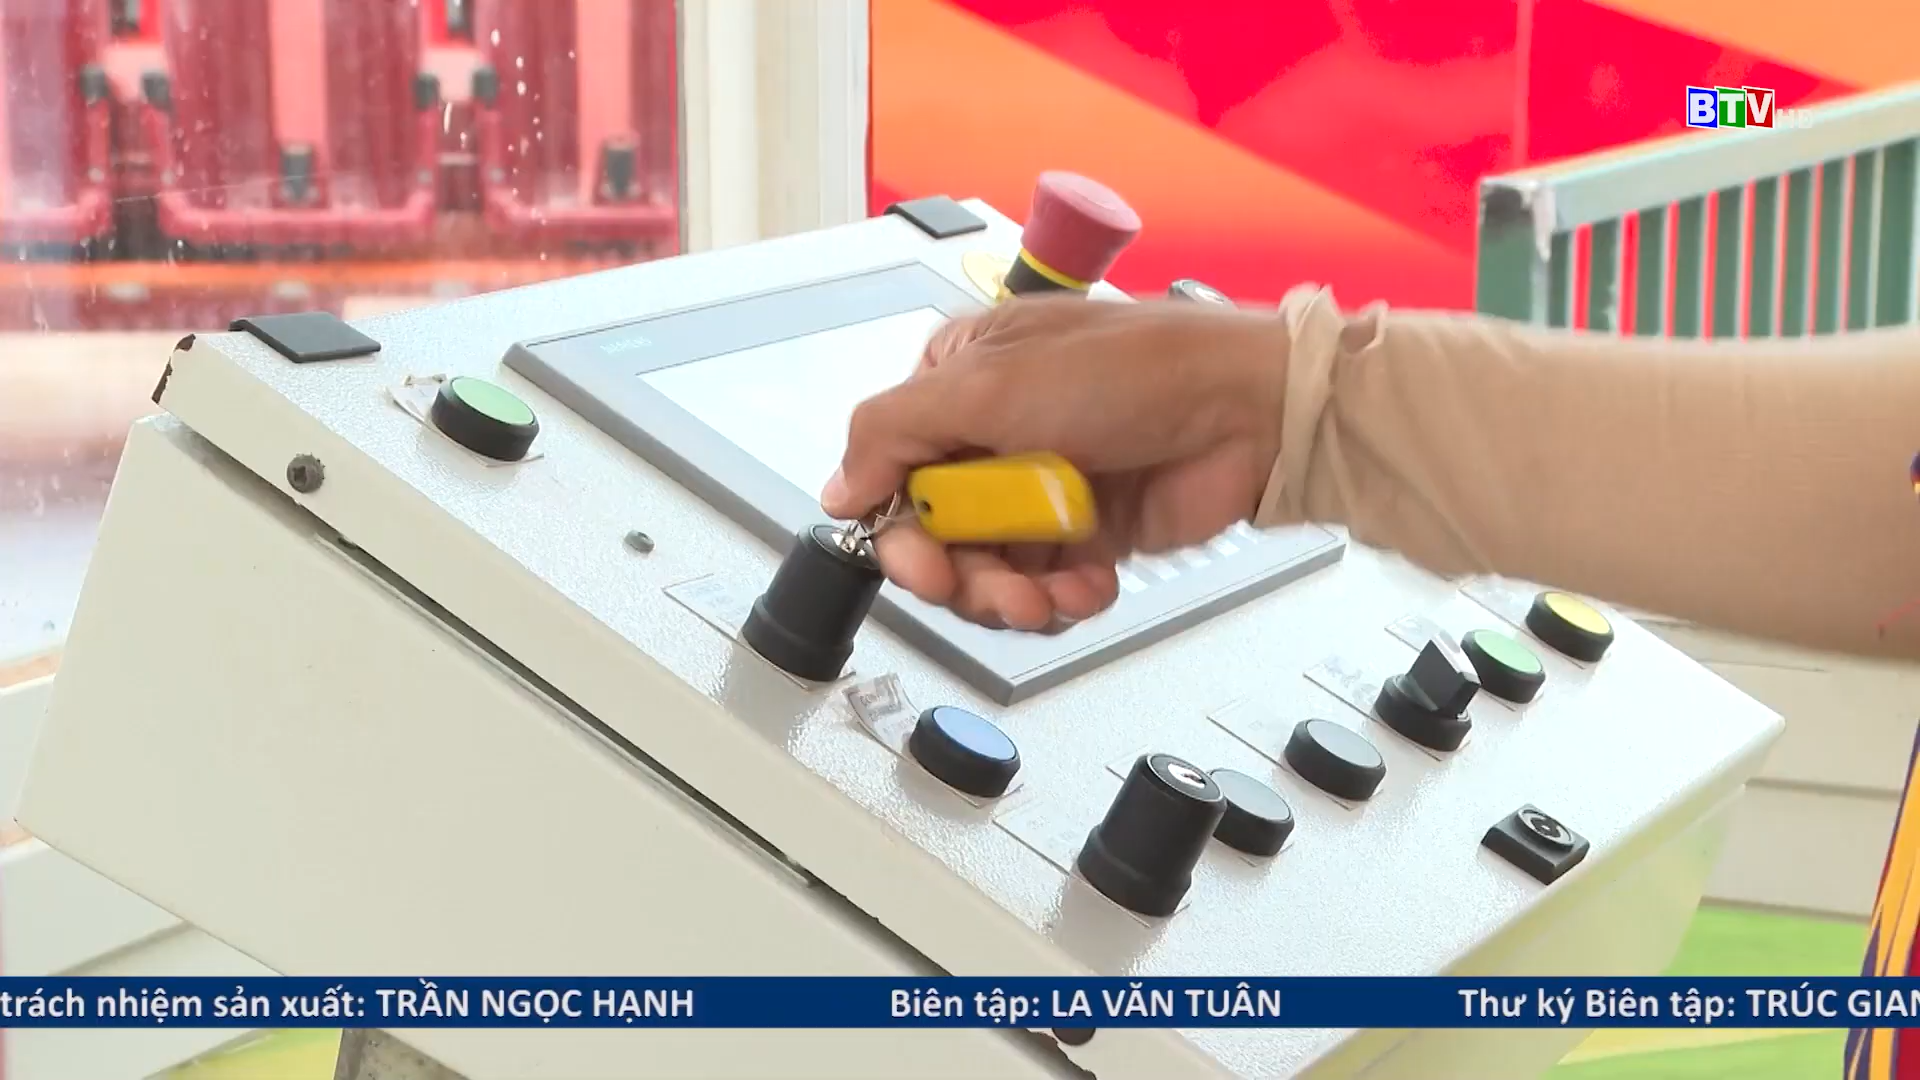 BTV HD
trách nhiệm sản xuất: TRẦN NGỌC HẠNH Biên tập: LA VĂN TUÂN Thư ký Biên tập: TRÚC GIAN